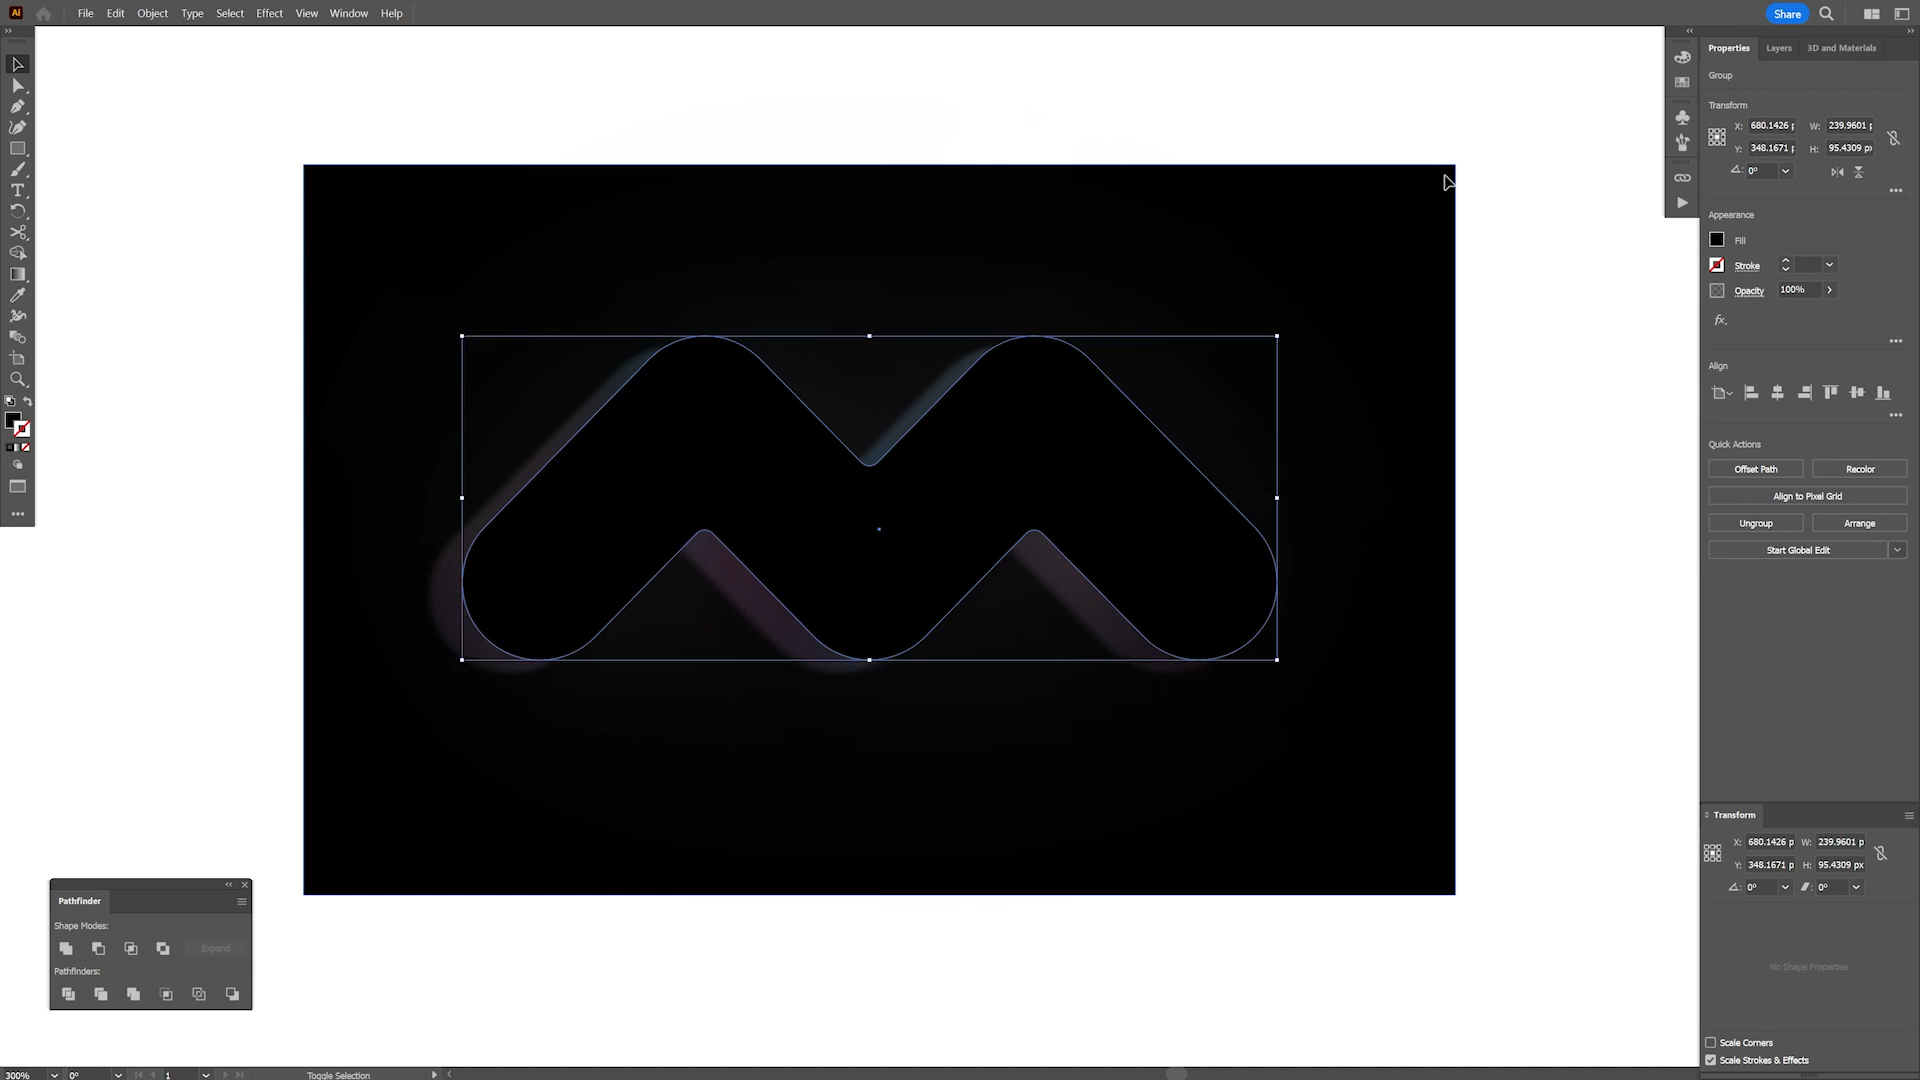 Ai File Edit Object Type Select Effect View Window Help Share
Properties Layers 3D and Materials
Group
Transform
X: 680.1426 p W: 239.9601 p
Y: 348.1671 p H: 95.4309 px
0°
Appearance
Fill
Stroke
Opacity 100%
fx.
Align
Quick Actions
Offset Path Recolor
Align to Pixel Grid
Ungroup Arrange
Start Global Edit
Transform
X: 680.1426 p W: 239.9601 p
Y: 348.1671 p H: 95.4309 px
0° 0°
No Shape Properties
Scale Corners
Scale Strokes & Effects
Pathfinder
Shape Modes:
Expand
Pathfinders:
300% 0° 1 Toggle Selection